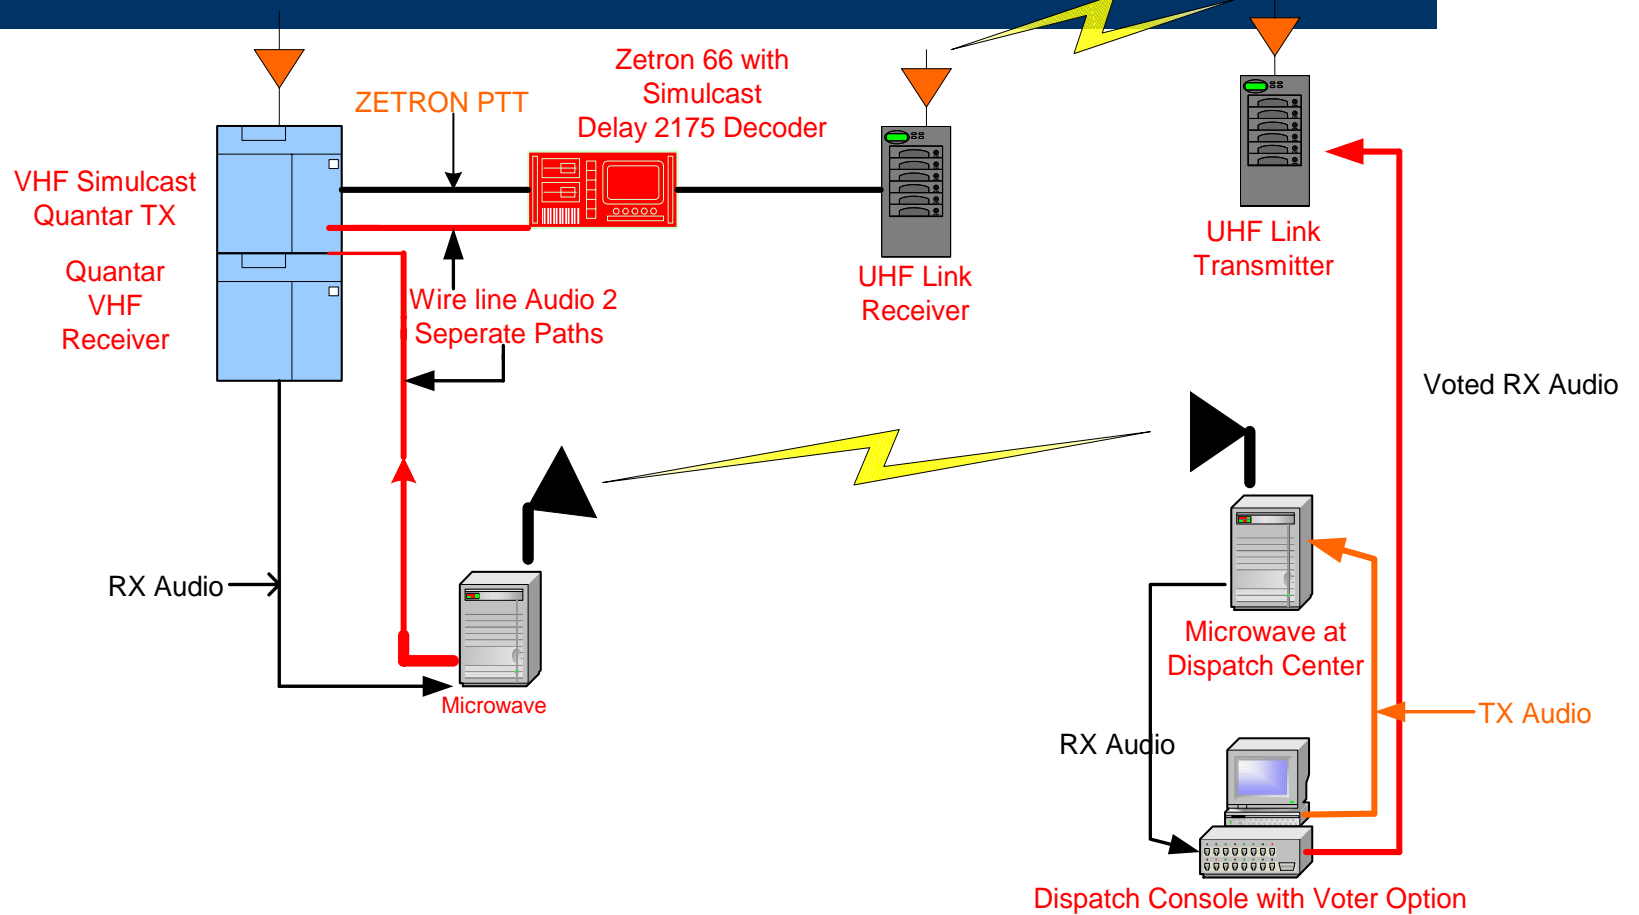 Zetron 66 with
Simulcast
Delay 2175 Decoder
ZETRON PTT
VHF Simulcast
Quantar TX
Quantar
VHF
Receiver
Wire line Audio 2
Seperate Paths
UHF Link
Receiver
UHF Link
Transmitter
Voted RX Audio
RX Audio
Microwave
Microwave at
Dispatch Center
TX Audio
RX Audio
Dispatch Console with Voter Option